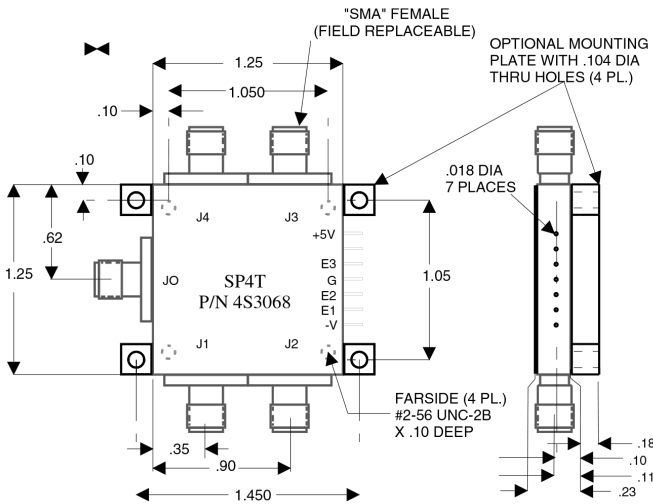 "SMA" FEMALE
(FIELD REPLACEABLE)
OPTIONAL MOUNTING
PLATE WITH .104 DIA
THRU HOLES (4 PL.)
1.25
1.050
.10
.10
.018 DIA
7 PLACES
J4
J3
+5V
.62
1.25
JO
SP4T
P/N 4S3068
E3
G
E2
E1
-V
1.05
J1
J2
FARSIDE (4 PL.)
#2-56 UNC-2B
X .10 DEEP
.35
.90
1.450
.18
.10
.11
.23